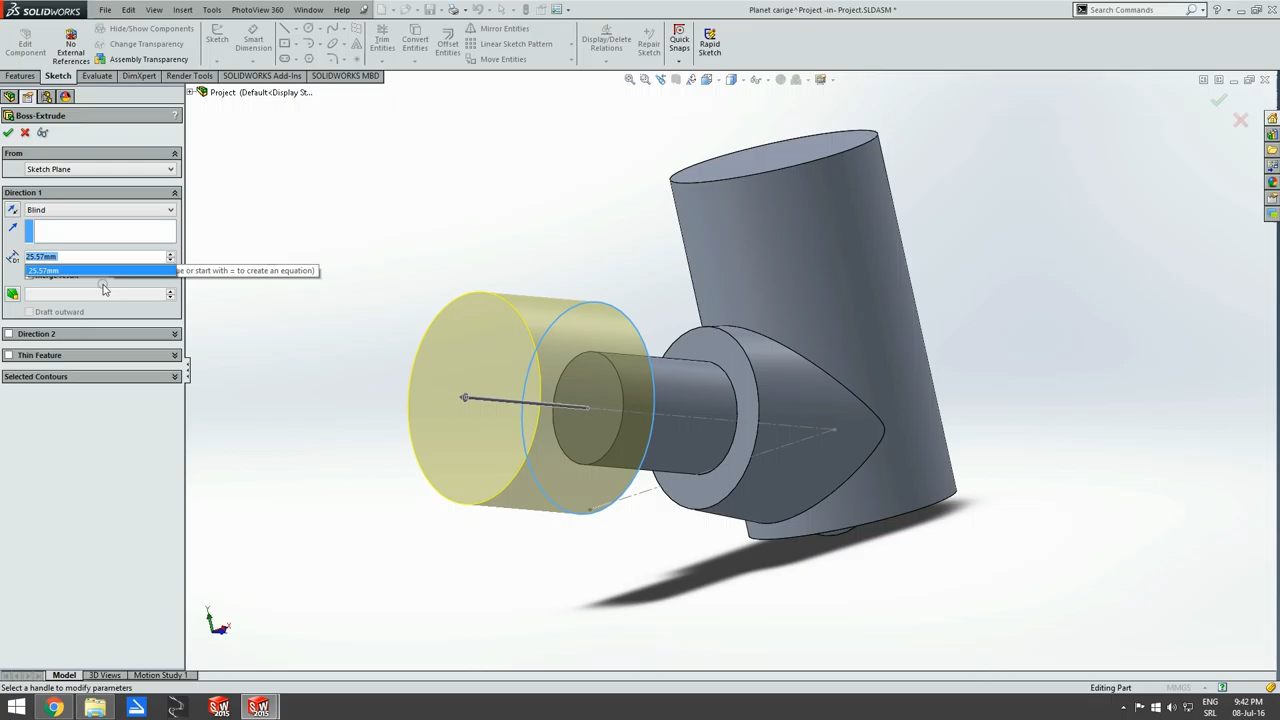 SOLIDWORKS File Edit View Insert Tools PhotoView 360 Window Help Planet carige^Project -in- Project.SLDASM * Search Commands
Edit Component
No External References
Hide/Show Components
Change Transparency
Assembly Transparency
Sketch
Smart Dimension
Trim Entities
Convert Entities
Offset Entities
Mirror Entities
Linear Sketch Pattern
Move Entities
Display/Delete Relations
Repair Sketch
Quick Snaps
Rapid Sketch
Features Sketch Evaluate DimXpert Render Tools SOLIDWORKS Add-Ins SOLIDWORKS MBD
Project (Default<Display St...
Boss-Extrude ?
From
Sketch Plane
Direction 1
Blind
25.57mm
25.57mm
ue or start with = to create an equation)
Draft outward
Direction 2
Thin Feature
Selected Contours
Y
X
Model 3D Views Motion Study 1
Select a handle to modify parameters Editing Part MMGS
2015 2015
ENG 9:42 PM
SRL 08-Jul-16